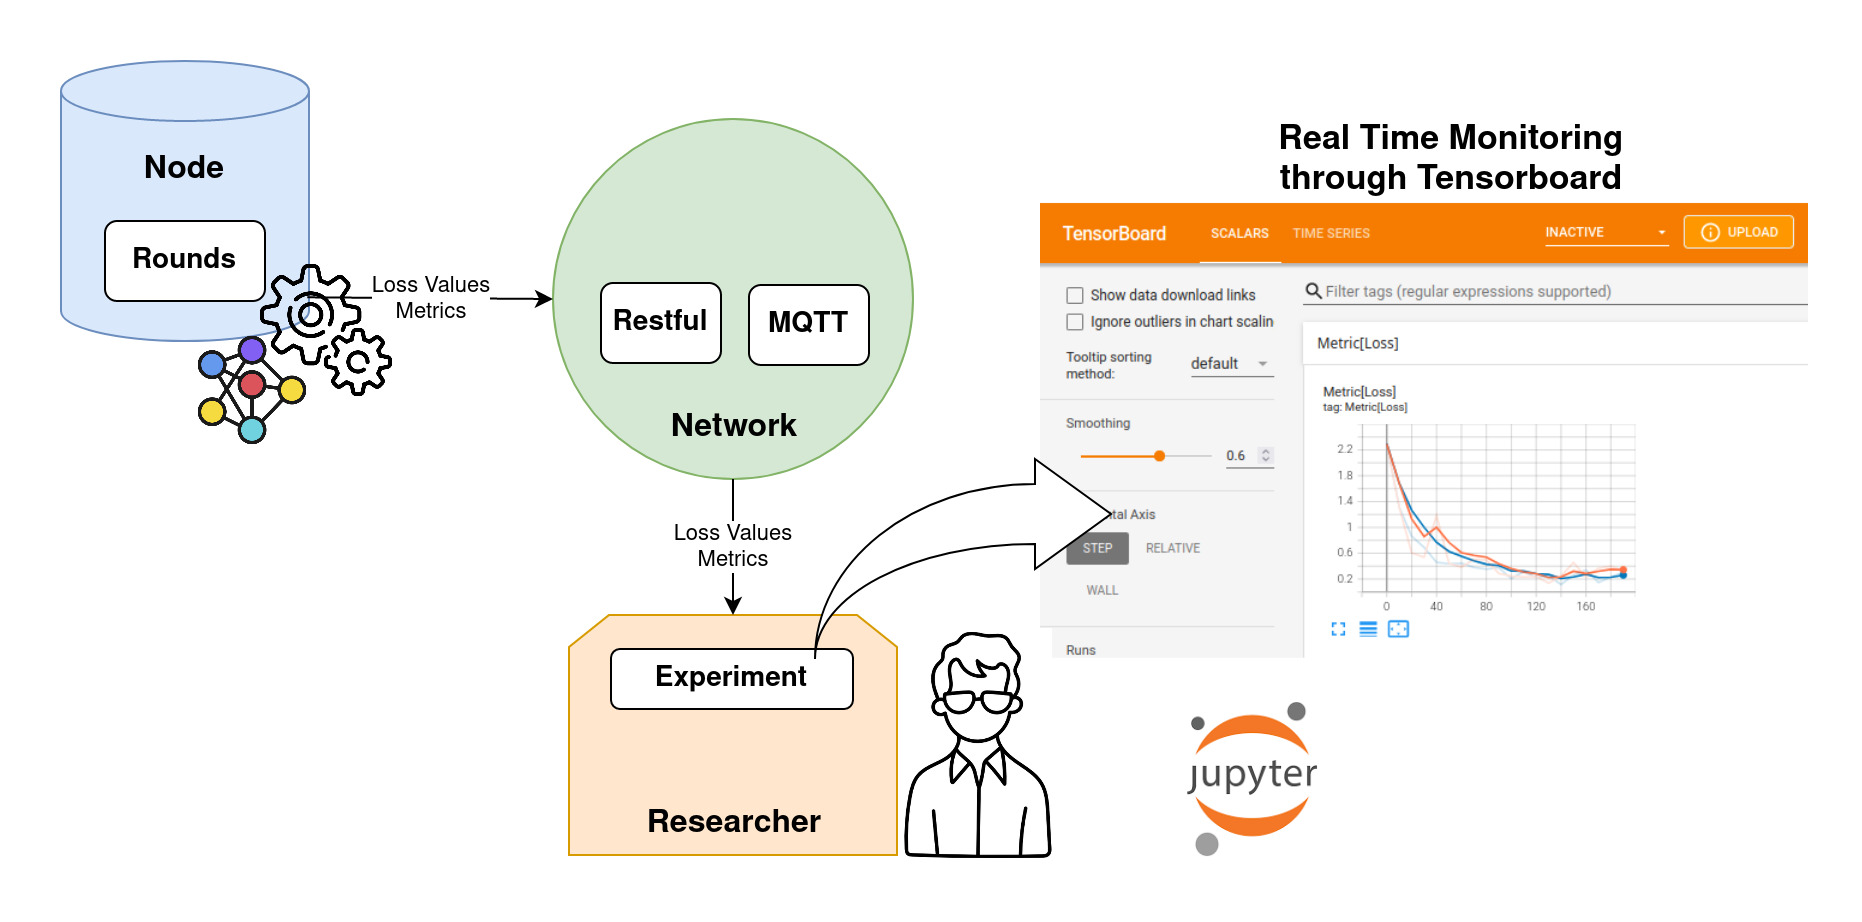 Node
Rounds
Loss Values
Metrics
Restful
MQTT
Network
Loss Values
Metrics
Experiment
Researcher
Real Time Monitoring
through Tensorboard
TensorBoard
SCALARS
TIME SERIES
INACTIVE
UPLOAD
Show data download links
Ignore outliers in chart scalin
Tooltip sorting
method:
default
Smoothing
0.6
tal Axis
STEP
RELATIVE
WALL
Runs
Filter tags (regular expressions supported)
Metric[Loss]
Metric[Loss]
tag: Metric[Loss]
2.2
1.8
1.4
1
0.6
0.2
0 40 80 120 160
jupyter